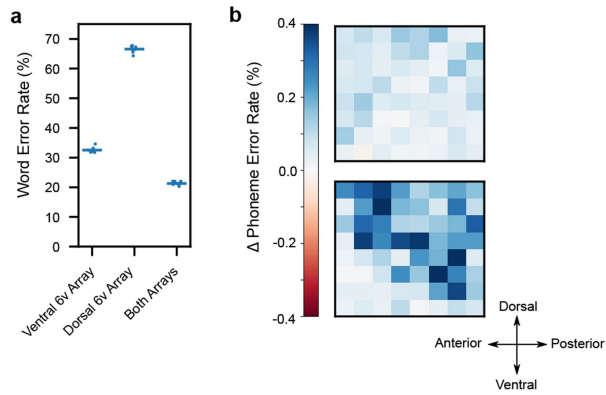 a
Word Error Rate (%)
70
60
50
40
30
20
10
0
Ventral 6v Array
Dorsal 6v Array
Both Arrays
b
Δ Phoneme Error Rate (%)
0.4
0.2
0.0
-0.2
-0.4
Dorsal
Anterior
Posterior
Ventral